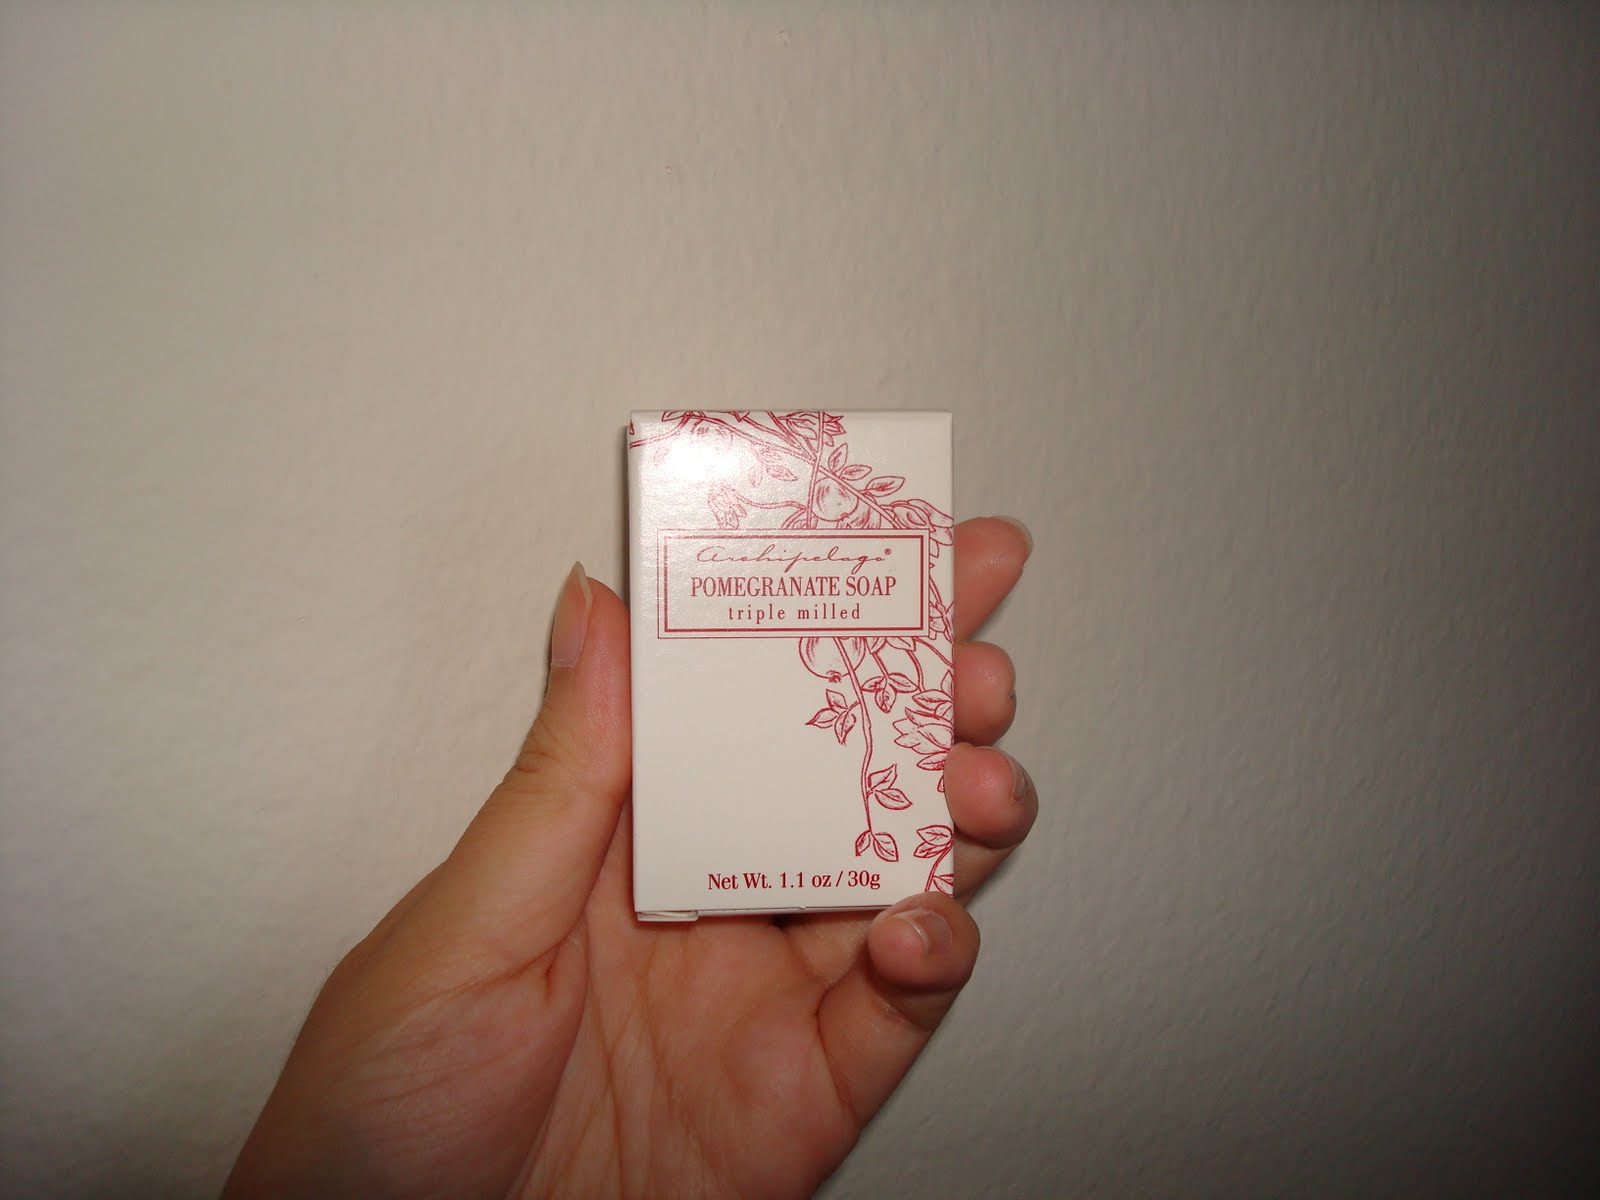 Archipelago®
POMEGRANATE SOAP
triple milled
Net Wt. 1.1 oz / 30g